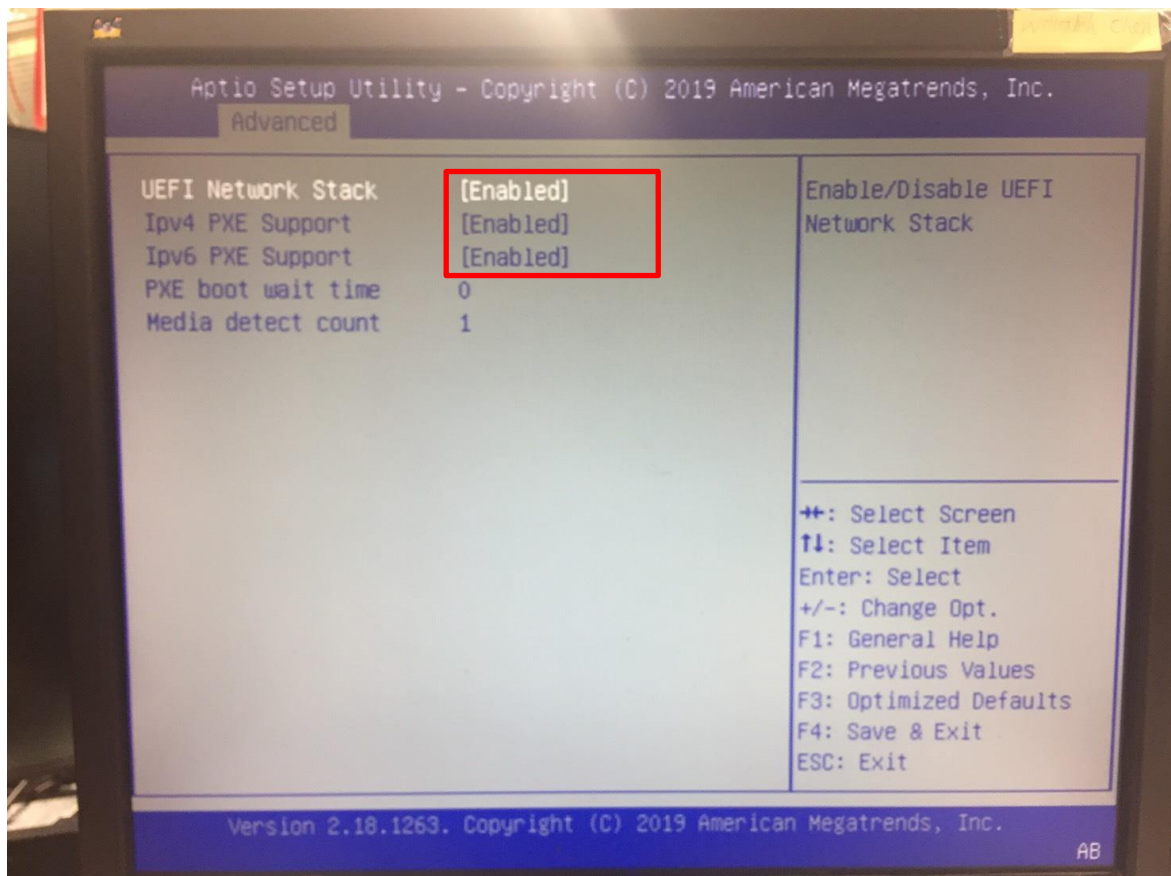 Aptio Setup Utility - Copyright (C) 2019 American Megatrends, Inc.
Advanced
UEFI Network Stack [Enabled]
Ipv4 PXE Support [Enabled]
Ipv6 PXE Support [Enabled]
PXE boot wait time 0
Media detect count 1
Enable/Disable UEFI
Network Stack
→←: Select Screen
↑↓: Select Item
Enter: Select
+/-: Change Opt.
F1: General Help
F2: Previous Values
F3: Optimized Defaults
F4: Save & Exit
ESC: Exit
Version 2.18.1263. Copyright (C) 2019 American Megatrends, Inc.
AB